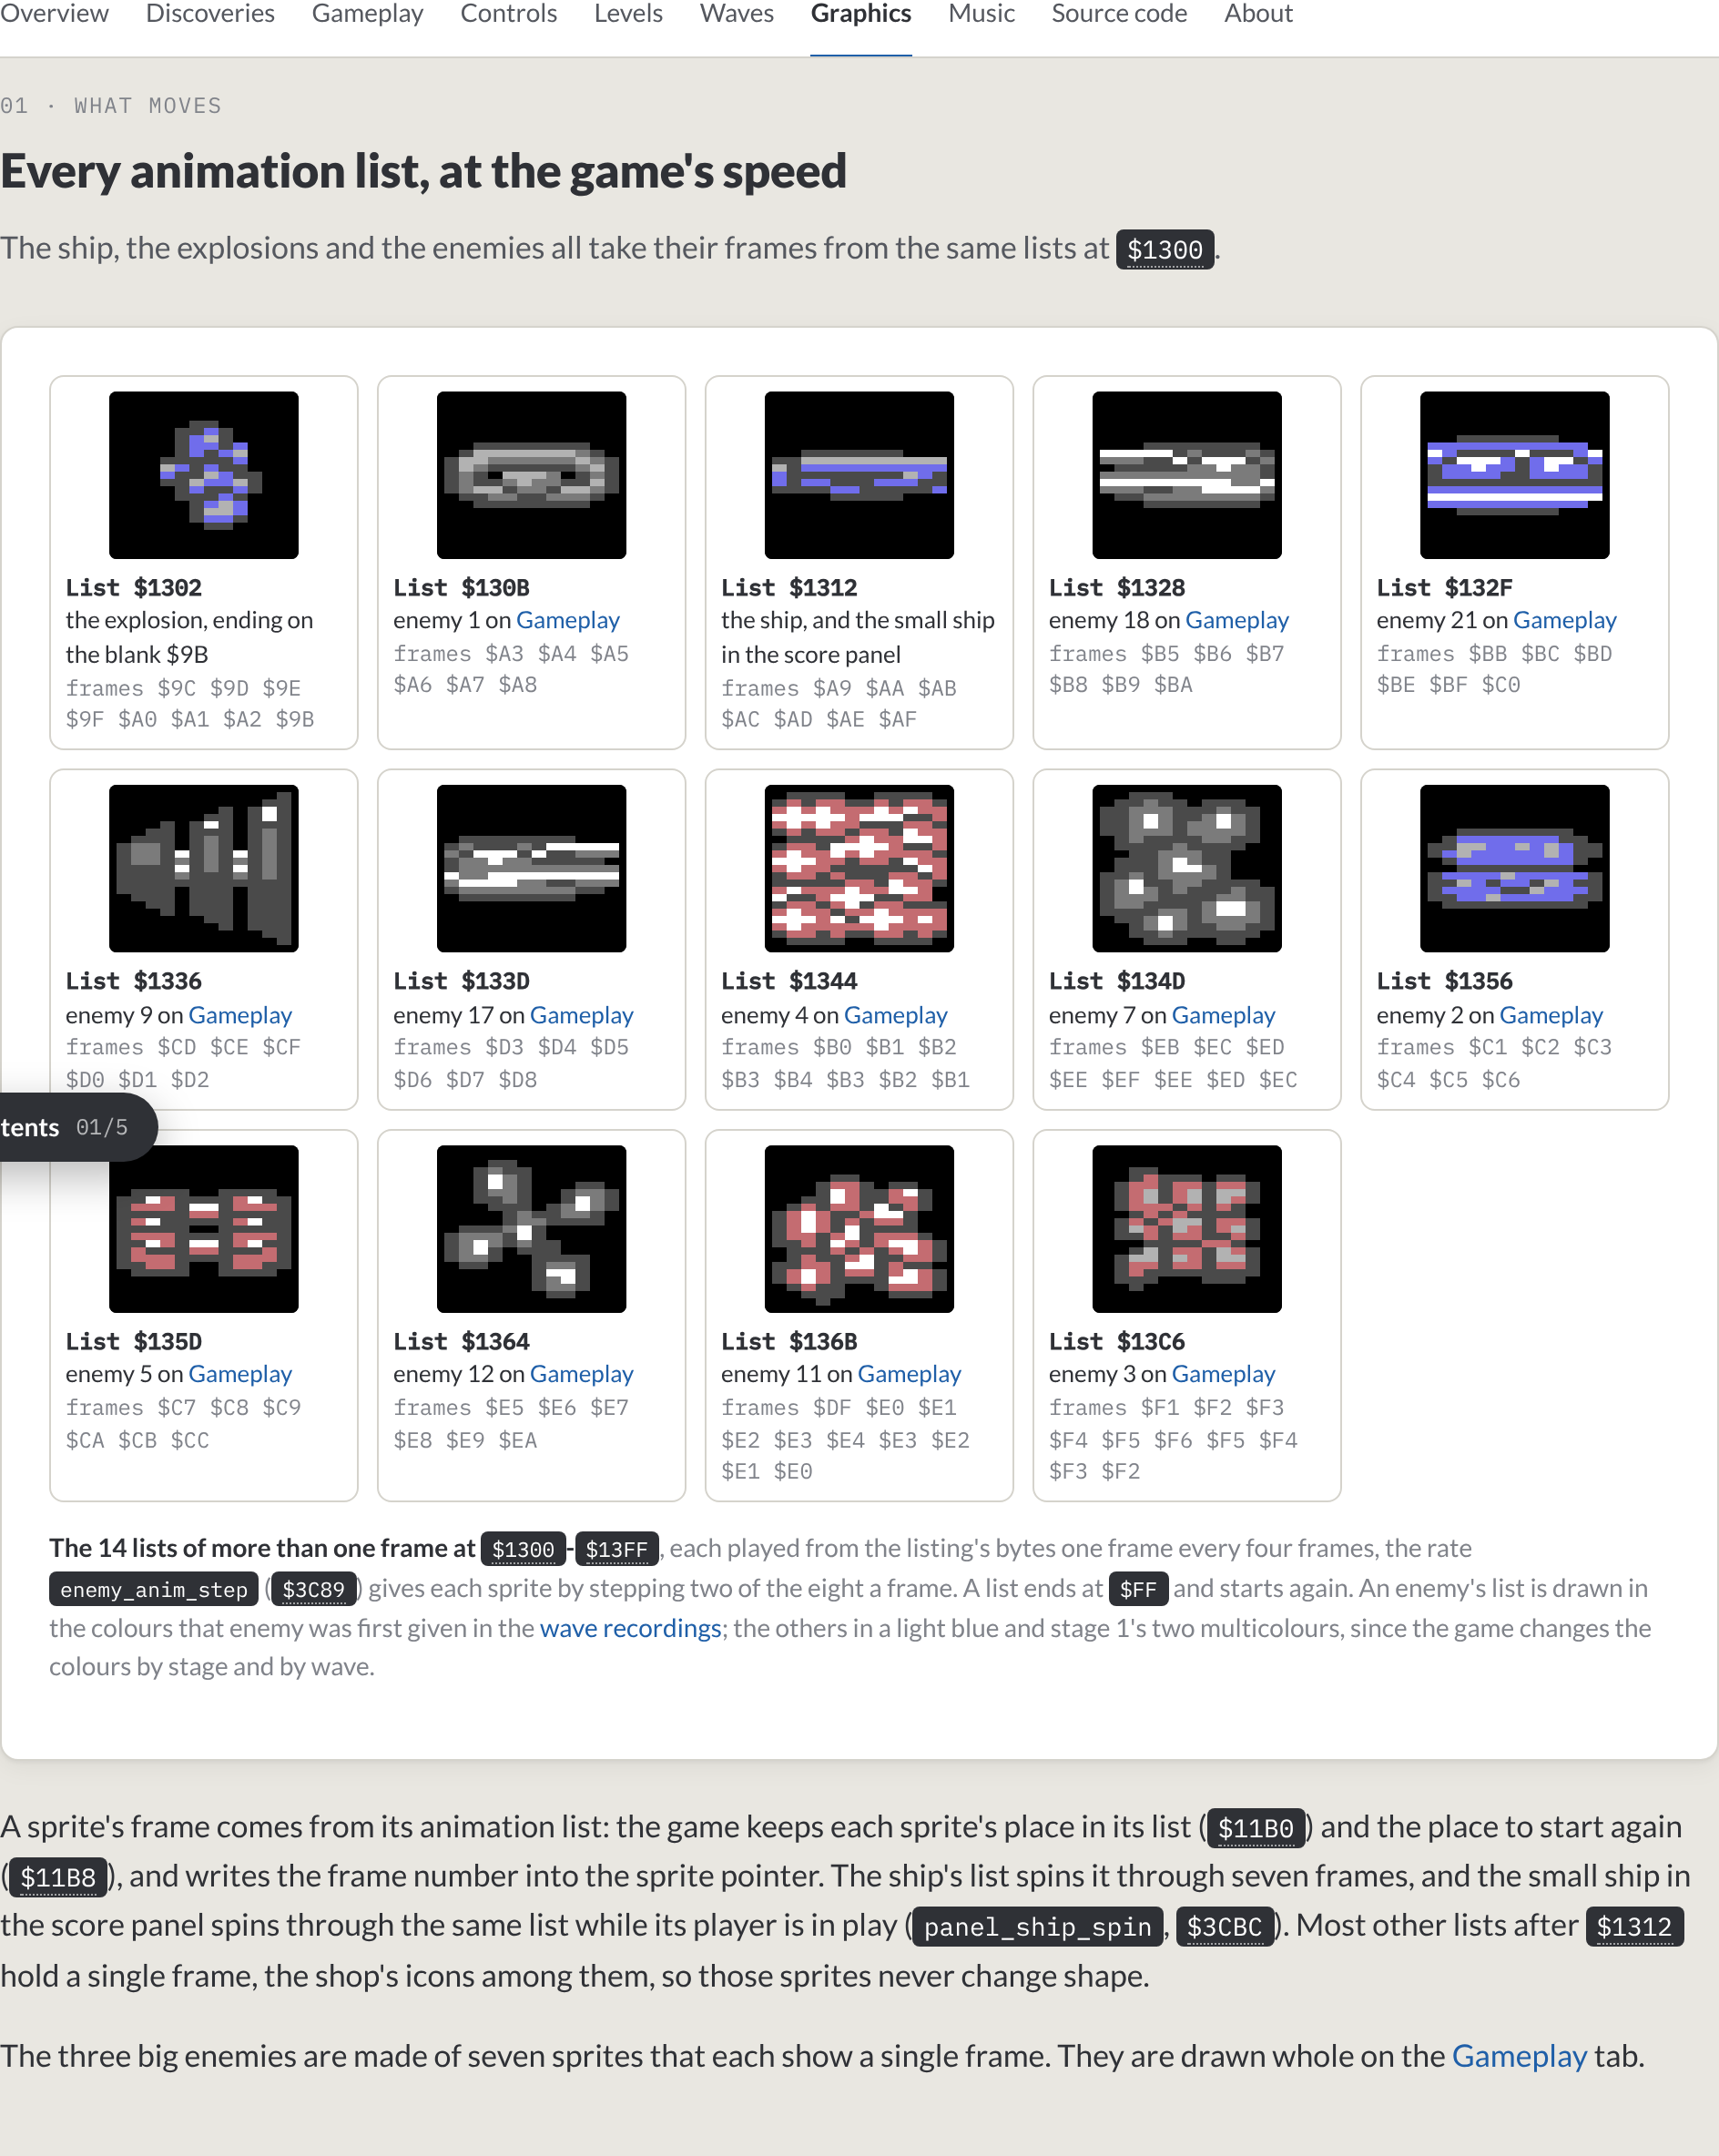 Overview Discoveries Gameplay Controls Levels Waves Graphics Music Source code About
01 · WHAT MOVES
Every animation list, at the game's speed
The ship, the explosions and the enemies all take their frames from the same lists at $1300.
List $1302
the explosion, ending on
the blank $9B
frames $9C $9D $9E
$9F $A0 $A1 $A2 $9B
List $130B
enemy 1 on Gameplay
frames $A3 $A4 $A5
$A6 $A7 $A8
List $1312
the ship, and the small ship
in the score panel
frames $A9 $AA $AB
$AC $AD $AE $AF
List $1328
enemy 18 on Gameplay
frames $B5 $B6 $B7
$B8 $B9 $BA
List $132F
enemy 21 on Gameplay
frames $BB $BC $BD
$BE $BF $C0
List $1336
enemy 9 on Gameplay
frames $CD $CE $CF
$D0 $D1 $D2
List $133D
enemy 17 on Gameplay
frames $D3 $D4 $D5
$D6 $D7 $D8
List $1344
enemy 4 on Gameplay
frames $B0 $B1 $B2
$B3 $B4 $B3 $B2 $B1
List $134D
enemy 7 on Gameplay
frames $EB $EC $ED
$EE $EF $EE $ED $EC
List $1356
enemy 2 on Gameplay
frames $C1 $C2 $C3
$C4 $C5 $C6
tents 01/5
List $135D
enemy 5 on Gameplay
frames $C7 $C8 $C9
$CA $CB $CC
List $1364
enemy 12 on Gameplay
frames $E5 $E6 $E7
$E8 $E9 $EA
List $136B
enemy 11 on Gameplay
frames $DF $E0 $E1
$E2 $E3 $E4 $E3 $E2
$E1 $E0
List $13C6
enemy 3 on Gameplay
frames $F1 $F2 $F3
$F4 $F5 $F6 $F5 $F4
$F3 $F2
The 14 lists of more than one frame at $1300-$13FF, each played from the listing's bytes one frame every four frames, the rate
enemy_anim_step ($3C89) gives each sprite by stepping two of the eight a frame. A list ends at $FF and starts again. An enemy's list is drawn in
the colours that enemy was first given in the wave recordings; the others in a light blue and stage 1's two multicolours, since the game changes the
colours by stage and by wave.
A sprite's frame comes from its animation list: the game keeps each sprite's place in its list ($11B0) and the place to start again
($11B8), and writes the frame number into the sprite pointer. The ship's list spins it through seven frames, and the small ship in
the score panel spins through the same list while its player is in play (panel_ship_spin, $3CBC). Most other lists after $1312
hold a single frame, the shop's icons among them, so those sprites never change shape.
The three big enemies are made of seven sprites that each show a single frame. They are drawn whole on the Gameplay tab.